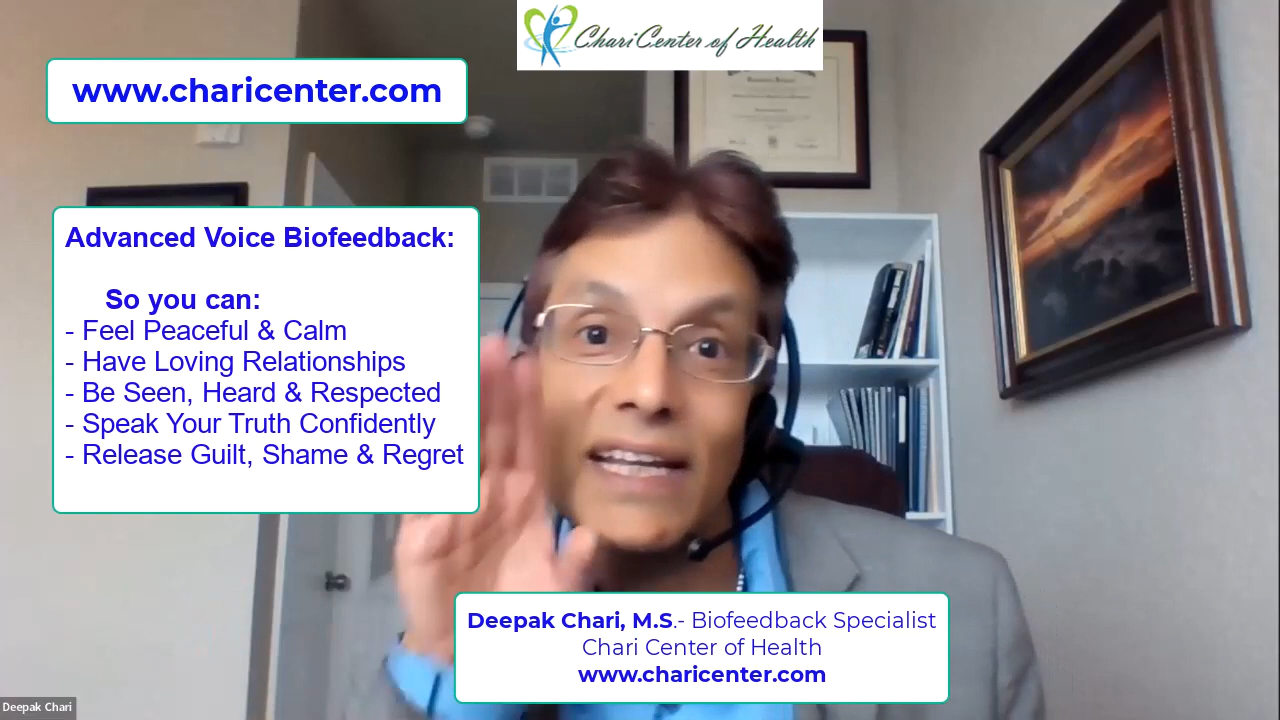 Chari Center of Health
www.charicenter.com
Advanced Voice Biofeedback:
So you can:
- Feel Peaceful & Calm
- Have Loving Relationships
- Be Seen, Heard & Respected
- Speak Your Truth Confidently
- Release Guilt, Shame & Regret
Deepak Chari, M.S.- Biofeedback Specialist
Chari Center of Health
www.charicenter.com
Deepak Chari